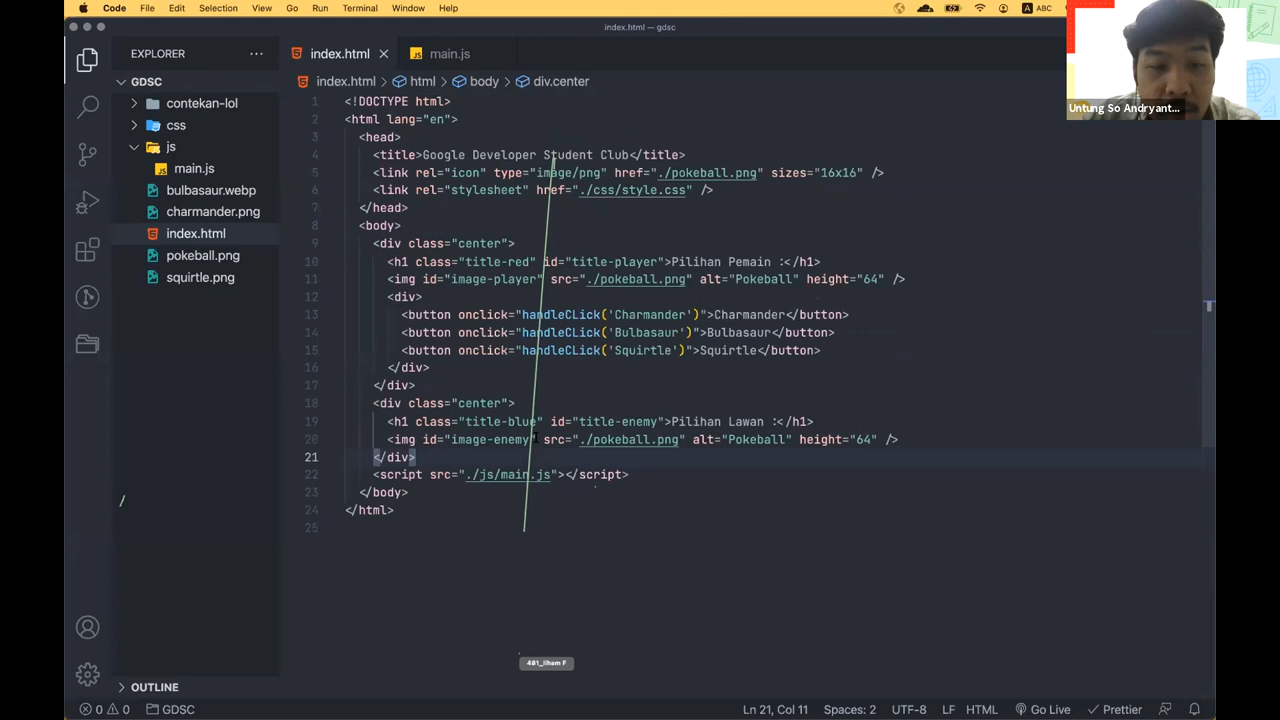 Code File Edit Selection View Go Run Terminal Window Help A ABC
index.html — gdsc
EXPLORER ...
index.html
main.js
GDSC
index.html > html > body > div.center
contekan-lol
css
js
main.js
bulbasaur.webp
charmander.png
index.html
pokeball.png
squirtle.png
1 <!DOCTYPE html>
2 <html lang="en">
3 <head>
4 <title>Google Developer Student Club</title>
5 <link rel="icon" type="image/png" href="./pokeball.png" sizes="16x16" />
6 <link rel="stylesheet" href="./css/style.css" />
7 </head>
8 <body>
9 <div class="center">
10 <h1 class="title-red" id="title-player">Pilihan Pemain :</h1>
11 <img id="image-player" src="./pokeball.png" alt="Pokeball" height="64" />
12 <div>
13 <button onclick="handleCLick('Charmander')">Charmander</button>
14 <button onclick="handleCLick('Bulbasaur')">Bulbasaur</button>
15 <button onclick="handleCLick('Squirtle')">Squirtle</button>
16 </div>
17 </div>
18 <div class="center">
19 <h1 class="title-blue" id="title-enemy">Pilihan Lawan :</h1>
20 <img id="image-enemy" src="./pokeball.png" alt="Pokeball" height="64" />
21 </div>
22 <script src="./js/main.js"></script>
23 </body>
24 </html>
25
/
OUTLINE
0 0 GDSC
Ln 21, Col 11 Spaces: 2 UTF-8 LF HTML Go Live Prettier
Untung So Andryant...
481_ilham F